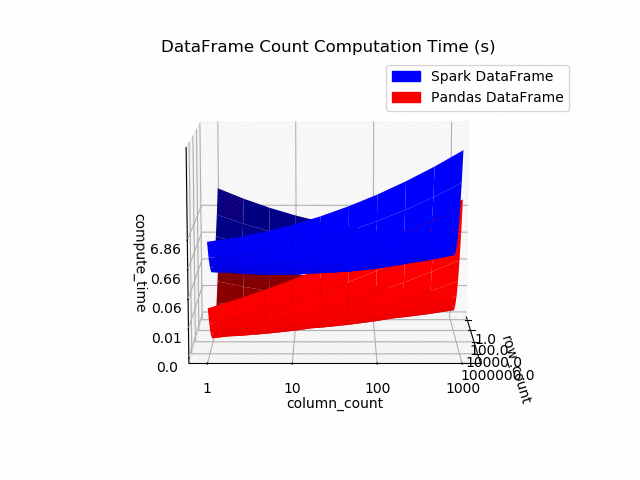 DataFrame Count Computation Time (s)
Spark DataFrame
Pandas DataFrame
compute_time
6.86
0.66
0.06
0.01
0.0
1
10
100
1000
column_count
1.0
100.0
10000.0
1000000.0
row_count